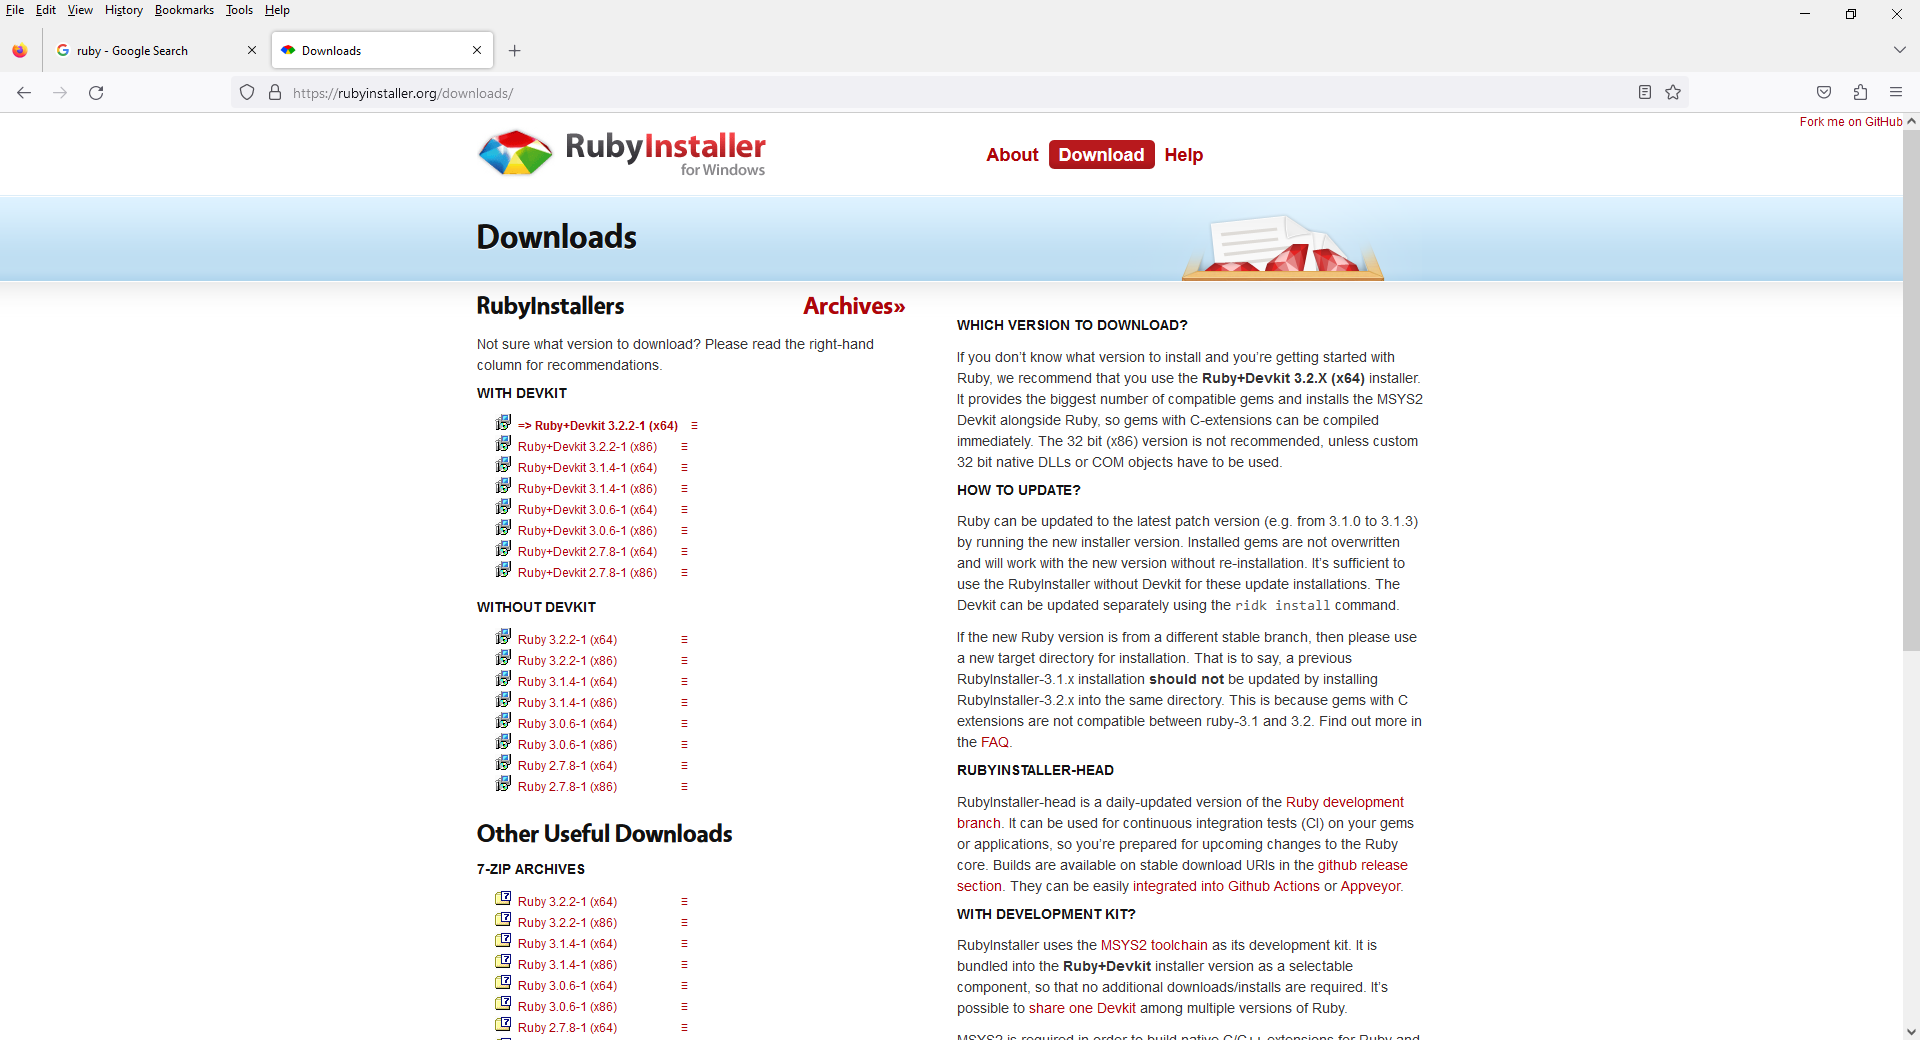 File Edit View History Bookmarks Tools Help
ruby - Google Search
Downloads
https://rubyinstaller.org/downloads/
Fork me on GitHub
RubyInstaller
for Windows
About Download Help
Downloads
RubyInstallers
Archives»
Not sure what version to download? Please read the right-hand
column for recommendations.
WITH DEVKIT
=> Ruby+Devkit 3.2.2-1 (x64)
Ruby+Devkit 3.2.2-1 (x86)
Ruby+Devkit 3.1.4-1 (x64)
Ruby+Devkit 3.1.4-1 (x86)
Ruby+Devkit 3.0.6-1 (x64)
Ruby+Devkit 3.0.6-1 (x86)
Ruby+Devkit 2.7.8-1 (x64)
Ruby+Devkit 2.7.8-1 (x86)
WITHOUT DEVKIT
Ruby 3.2.2-1 (x64)
Ruby 3.2.2-1 (x86)
Ruby 3.1.4-1 (x64)
Ruby 3.1.4-1 (x86)
Ruby 3.0.6-1 (x64)
Ruby 3.0.6-1 (x86)
Ruby 2.7.8-1 (x64)
Ruby 2.7.8-1 (x86)
Other Useful Downloads
7-ZIP ARCHIVES
Ruby 3.2.2-1 (x64)
Ruby 3.2.2-1 (x86)
Ruby 3.1.4-1 (x64)
Ruby 3.1.4-1 (x86)
Ruby 3.0.6-1 (x64)
Ruby 3.0.6-1 (x86)
Ruby 2.7.8-1 (x64)
WHICH VERSION TO DOWNLOAD?
If you don’t know what version to install and you’re getting started with
Ruby, we recommend that you use the Ruby+Devkit 3.2.X (x64) installer.
It provides the biggest number of compatible gems and installs the MSYS2
Devkit alongside Ruby, so gems with C-extensions can be compiled
immediately. The 32 bit (x86) version is not recommended, unless custom
32 bit native DLLs or COM objects have to be used.
HOW TO UPDATE?
Ruby can be updated to the latest patch version (e.g. from 3.1.0 to 3.1.3)
by running the new installer version. Installed gems are not overwritten
and will work with the new version without re-installation. It’s sufficient to
use the RubyInstaller without Devkit for these update installations. The
Devkit can be updated separately using the ridk install command.
If the new Ruby version is from a different stable branch, then please use
a new target directory for installation. That is to say, a previous
RubyInstaller-3.1.x installation should not be updated by installing
RubyInstaller-3.2.x into the same directory. This is because gems with C
extensions are not compatible between ruby-3.1 and 3.2. Find out more in
the FAQ.
RUBYINSTALLER-HEAD
RubyInstaller-head is a daily-updated version of the Ruby development
branch. It can be used for continuous integration tests (CI) on your gems
or applications, so you’re prepared for upcoming changes to the Ruby
core. Builds are available on stable download URIs in the github release
section. They can be easily integrated into Github Actions or Appveyor.
WITH DEVELOPMENT KIT?
RubyInstaller uses the MSYS2 toolchain as its development kit. It is
bundled into the Ruby+Devkit installer version as a selectable
component, so that no additional downloads/installs are required. It’s
possible to share one Devkit among multiple versions of Ruby.
MSYS2 is required in order to build native C/C++ extensions for Ruby and